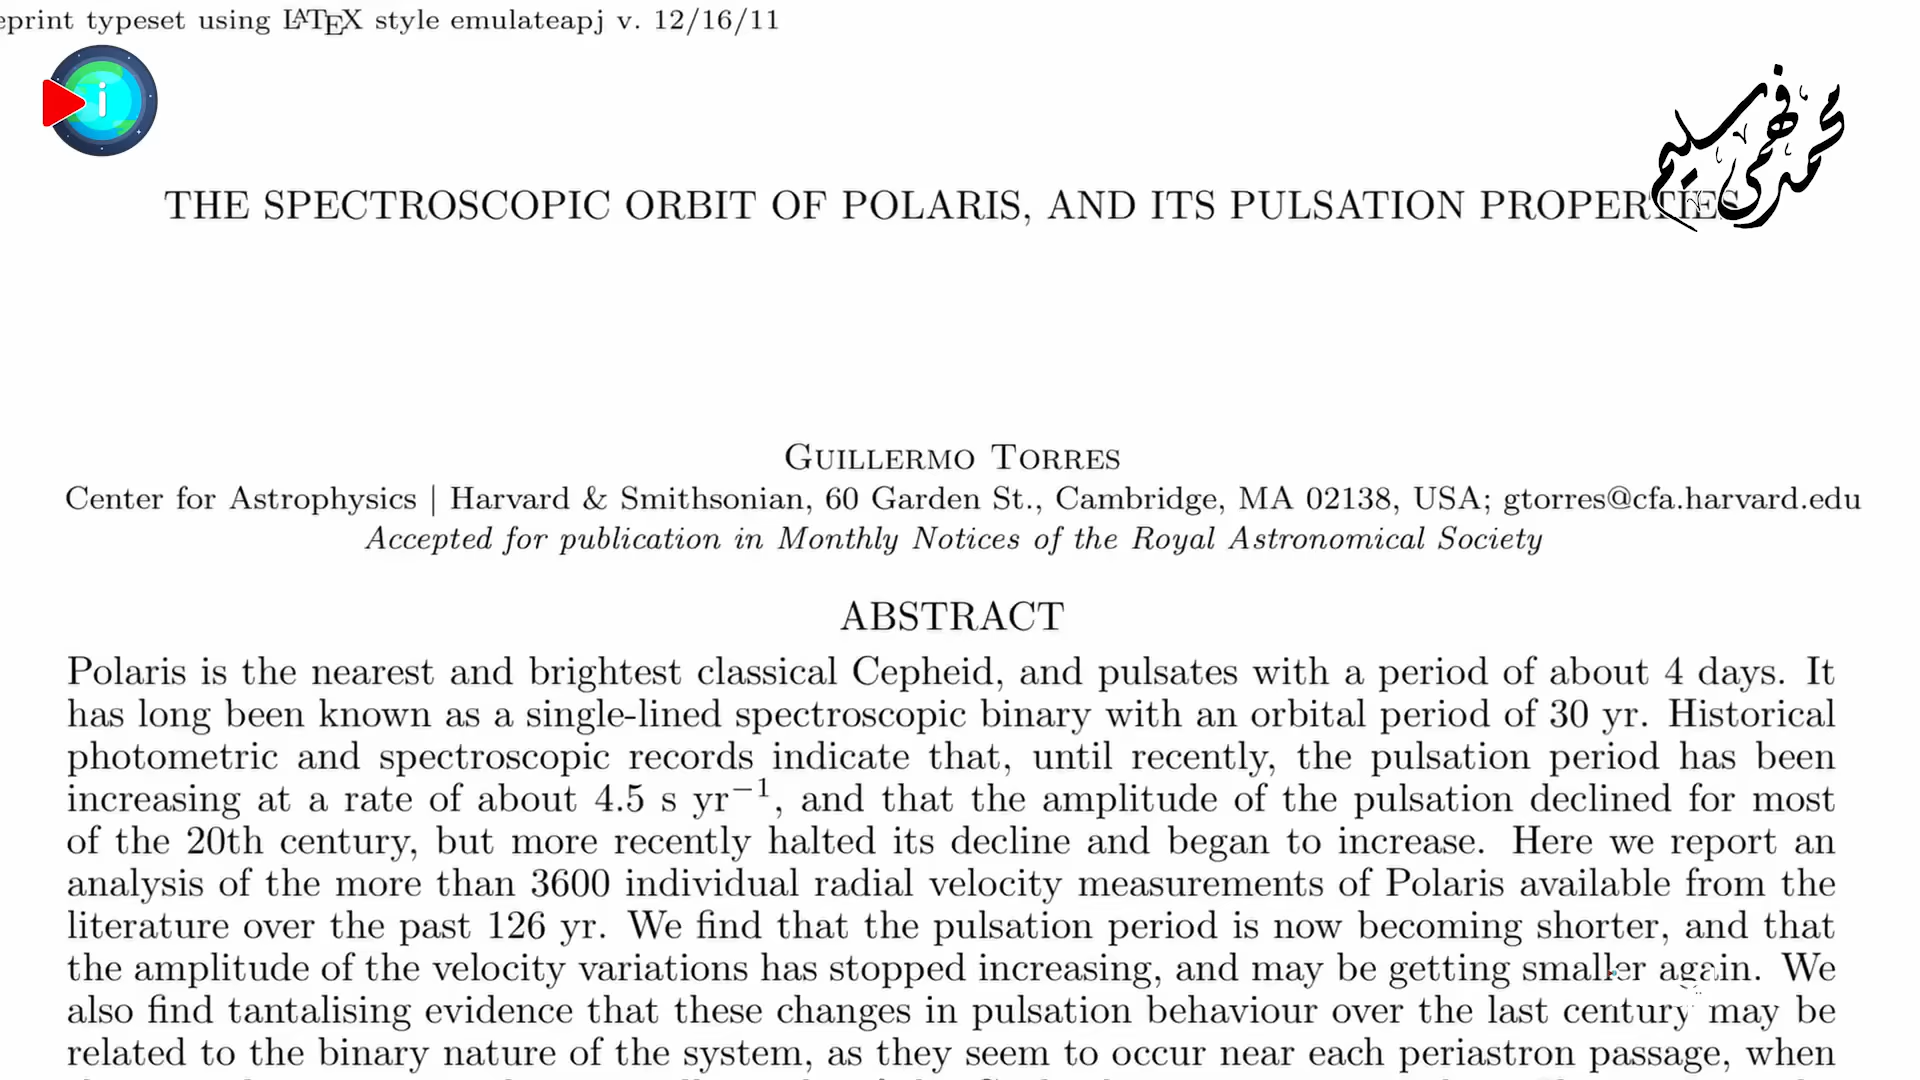 eprint typeset using LATEX style emulateapj v. 12/16/11
i
محمد فهمي سليم
THE SPECTROSCOPIC ORBIT OF POLARIS, AND ITS PULSATION PROPERTIES
GUILLERMO TORRES
Center for Astrophysics | Harvard & Smithsonian, 60 Garden St., Cambridge, MA 02138, USA; gtorres@cfa.harvard.edu
Accepted for publication in Monthly Notices of the Royal Astronomical Society
ABSTRACT
Polaris is the nearest and brightest classical Cepheid, and pulsates with a period of about 4 days. It
has long been known as a single-lined spectroscopic binary with an orbital period of 30 yr. Historical
photometric and spectroscopic records indicate that, until recently, the pulsation period has been
increasing at a rate of about 4.5 s yr⁻¹, and that the amplitude of the pulsation declined for most
of the 20th century, but more recently halted its decline and began to increase. Here we report an
analysis of the more than 3600 individual radial velocity measurements of Polaris available from the
literature over the past 126 yr. We find that the pulsation period is now becoming shorter, and that
the amplitude of the velocity variations has stopped increasing, and may be getting smaller again. We
also find tantalising evidence that these changes in pulsation behaviour over the last century may be
related to the binary nature of the system, as they seem to occur near each periastron passage, when